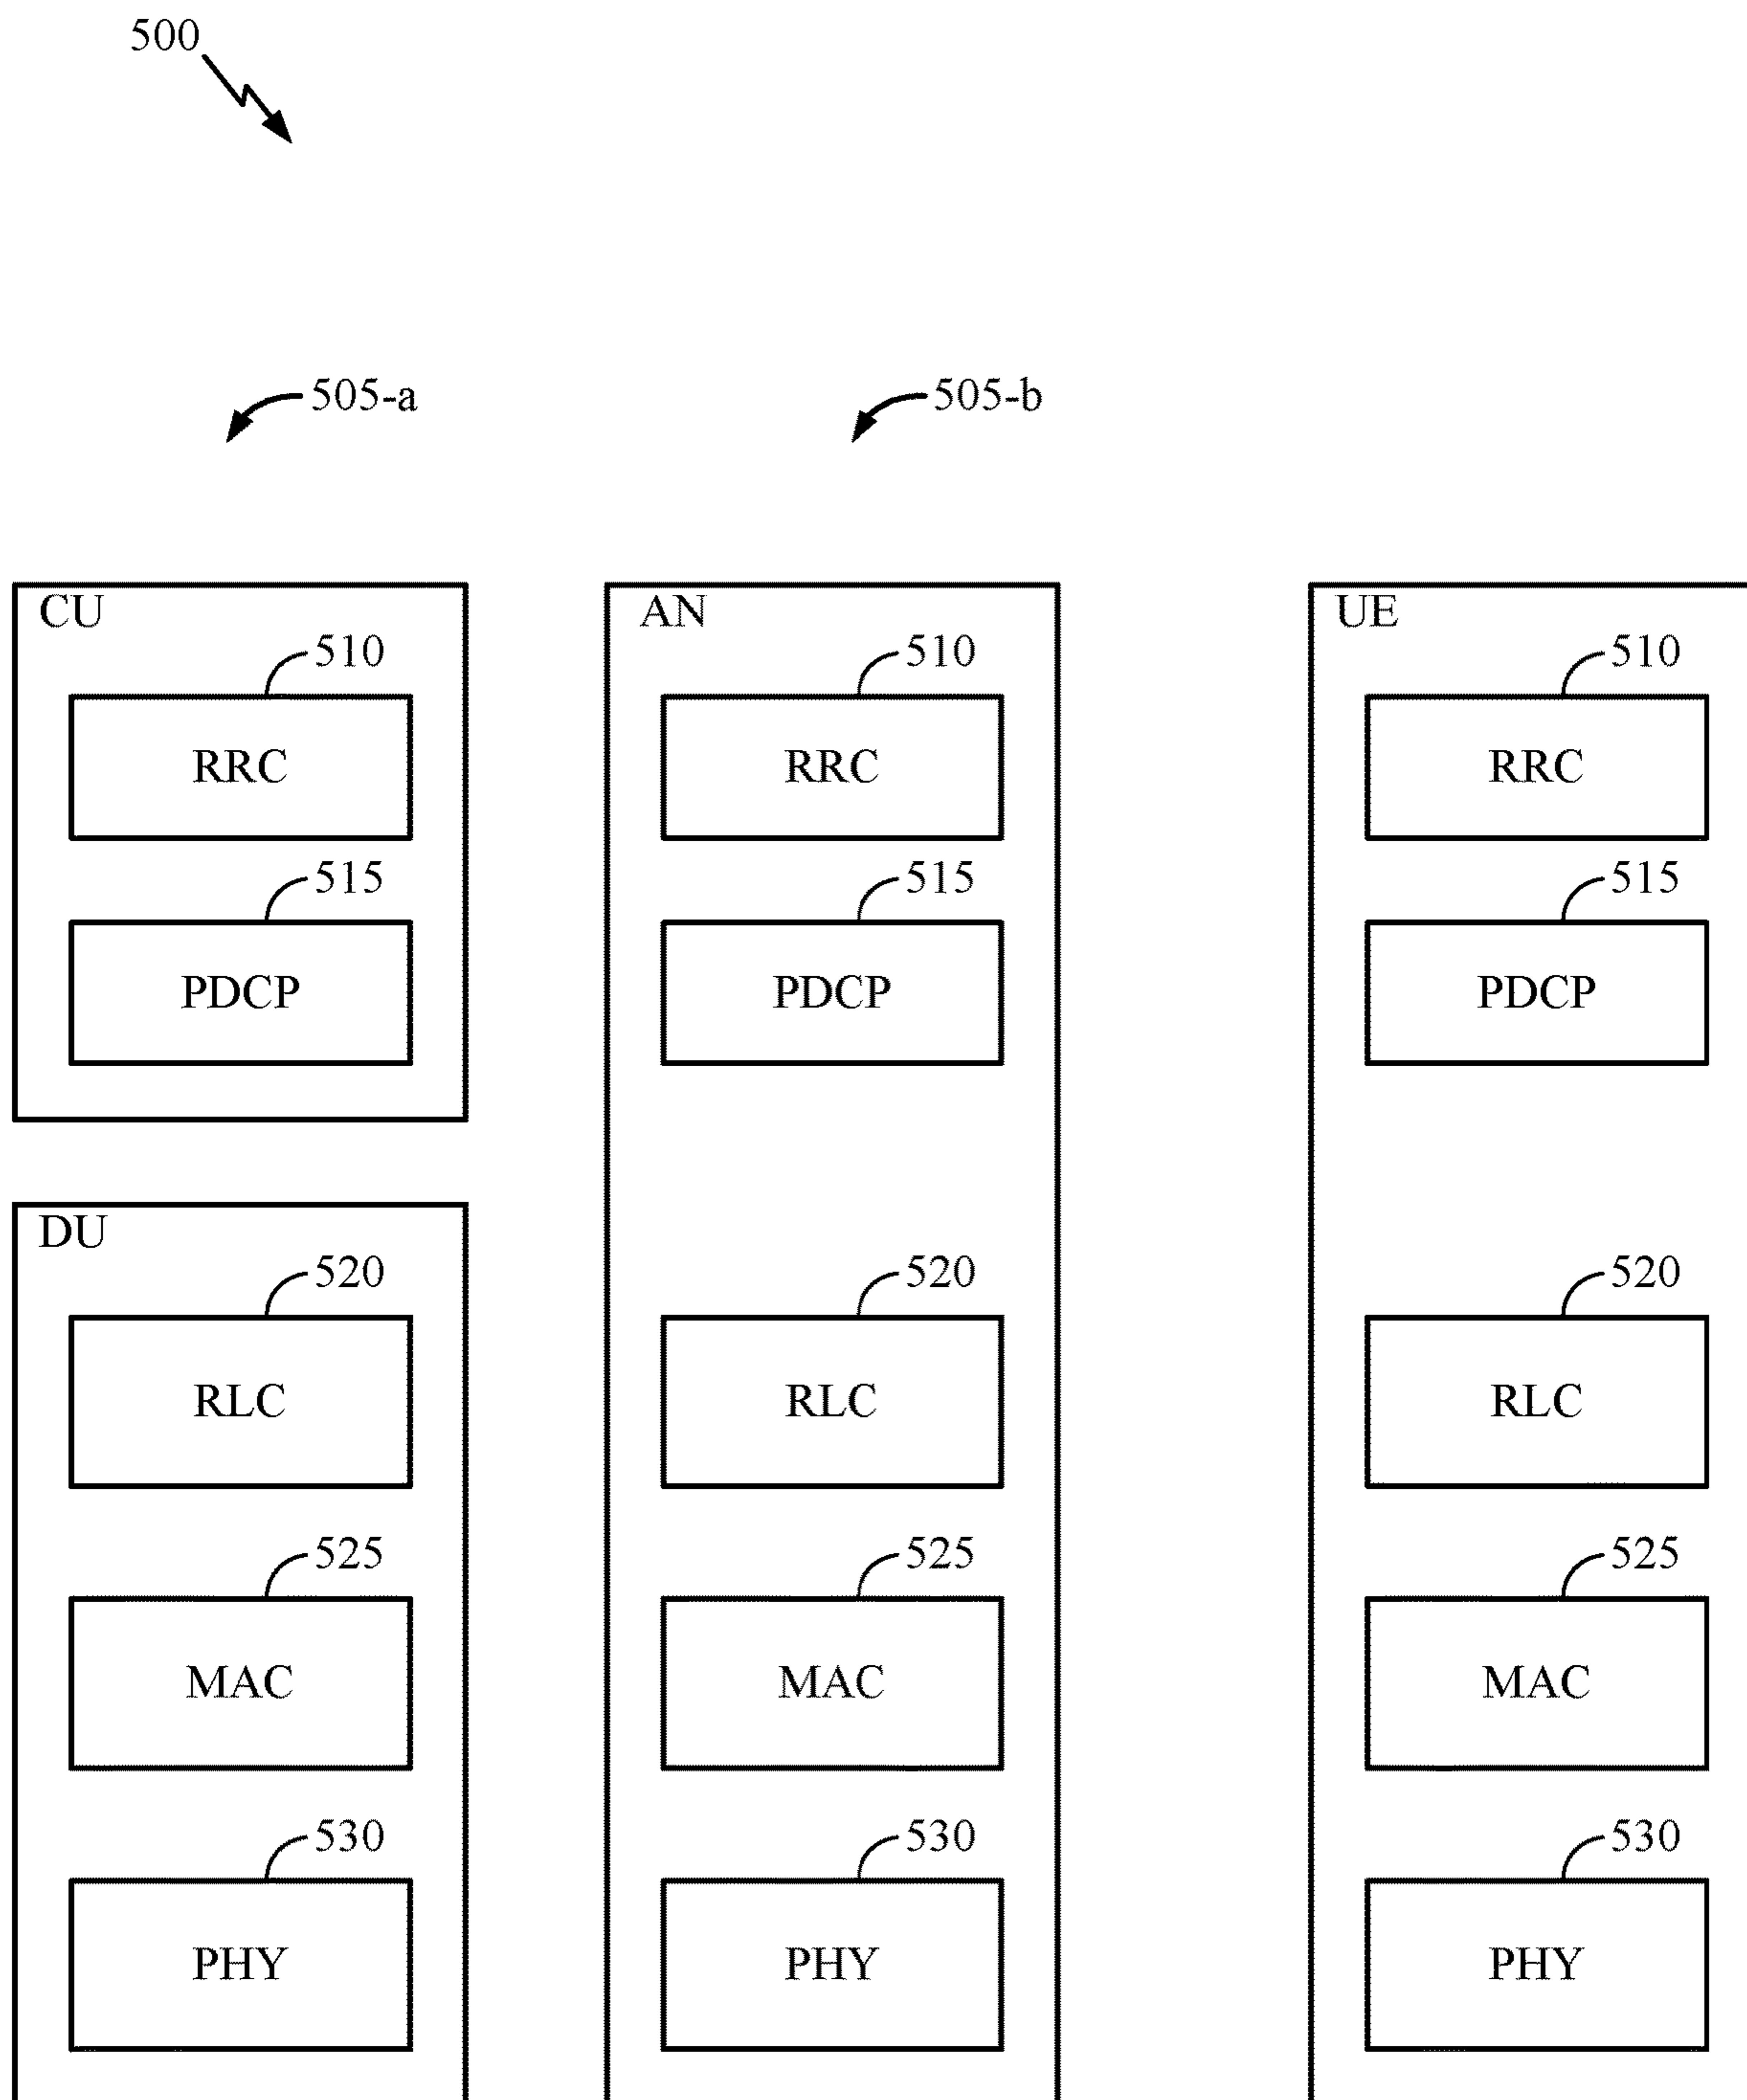 500
505-a 505-b
CU AN UE
510 510 510
RRC RRC RRC
515 515 515
PDCP PDCP PDCP
DU
520 520 520
RLC RLC RLC
525 525 525
MAC MAC MAC
530 530 530
PHY PHY PHY